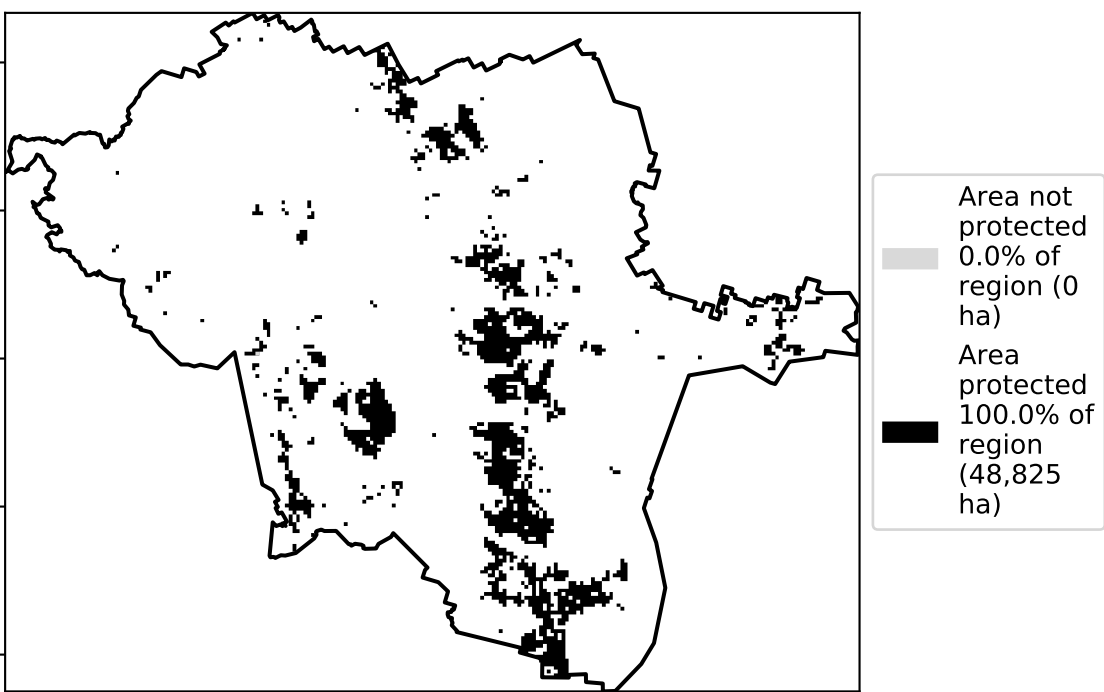 Area not
protected
0.0% of
region (0
ha)
Area
protected
100.0% of
region
(48,825
ha)